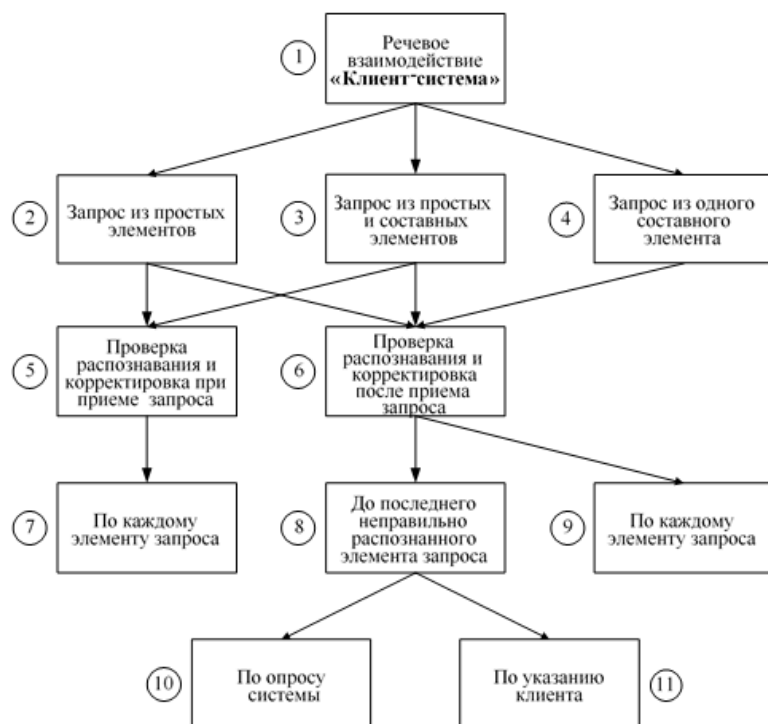 1
Речевое
взаимодействие
«Клиент-система»
2
Запрос из простых
элементов
3
Запрос из простых
и составных
элементов
4
Запрос из одного
составного
элемента
5
Проверка
распознавания и
корректировка при
приеме запроса
6
Проверка
распознавания и
корректировка
после приема
запроса
7
По каждому
элементу запроса
8
До последнего
неправильно
распознанного
элемента запроса
9
По каждому
элементу запроса
10
По опросу
системы
По указанию
клиента
11